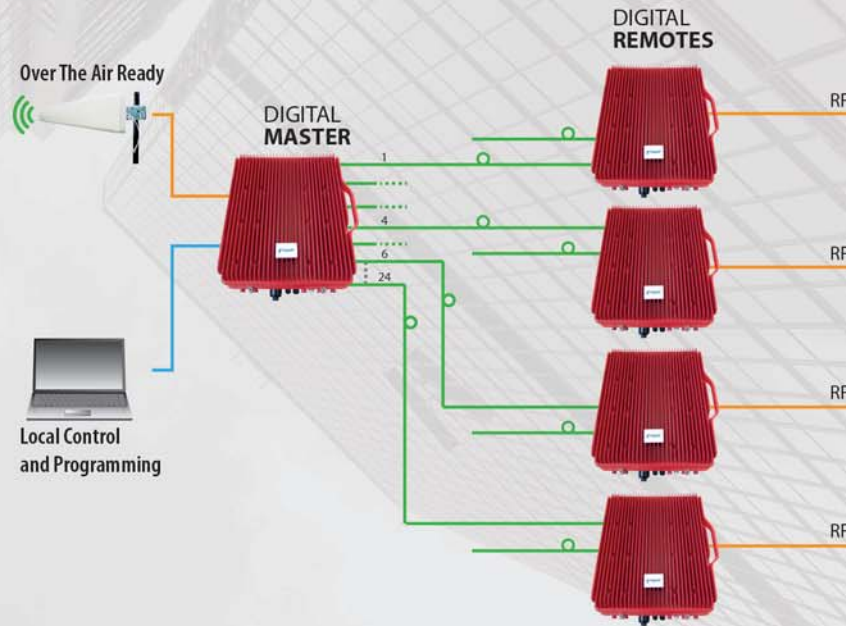 DIGITAL
REMOTES
Over The Air Ready
DIGITAL
MASTER
RF
1
4
RF
6
24
RF
Local Control
and Programming
RF